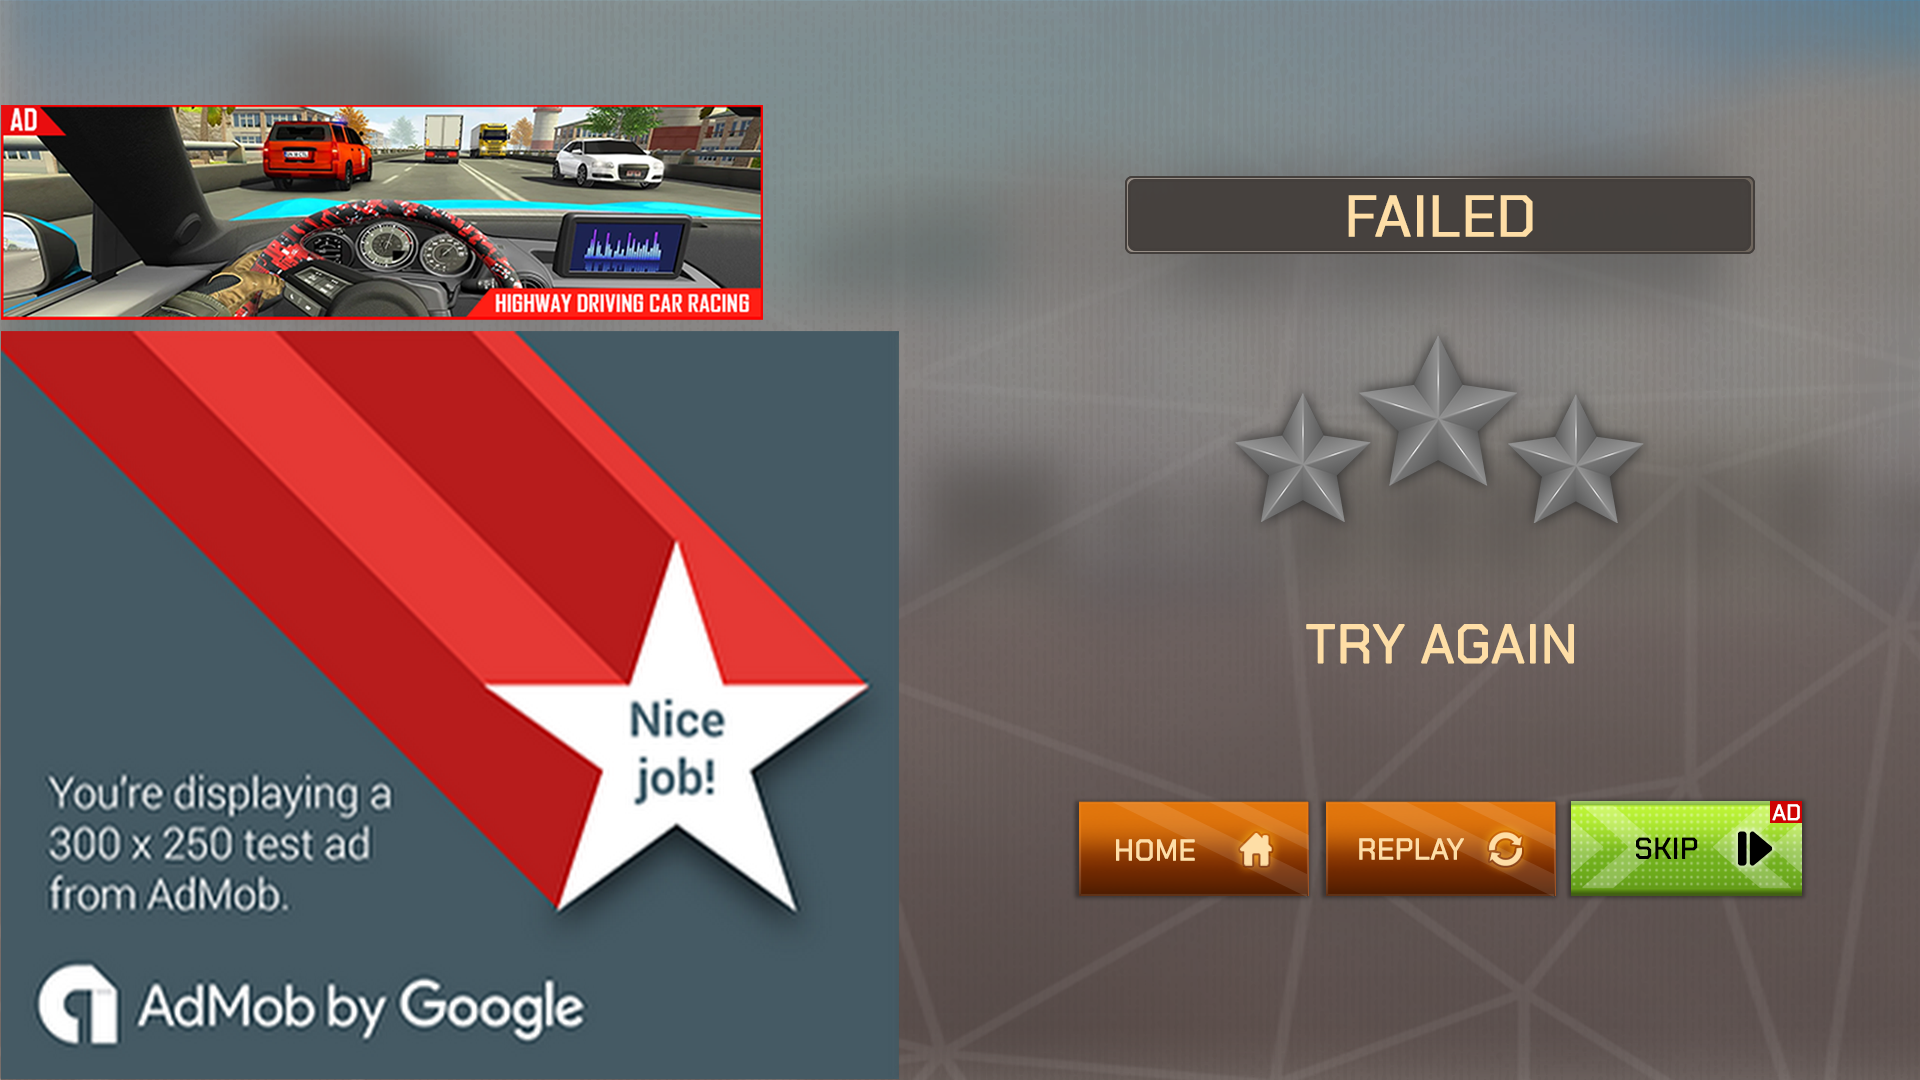 AD
HIGHWAY DRIVING CAR RACING
Nice
job!
You're displaying a
300 x 250 test ad
from AdMob.
AdMob by Google
FAILED
TRY AGAIN
HOME
REPLAY
SKIP
AD